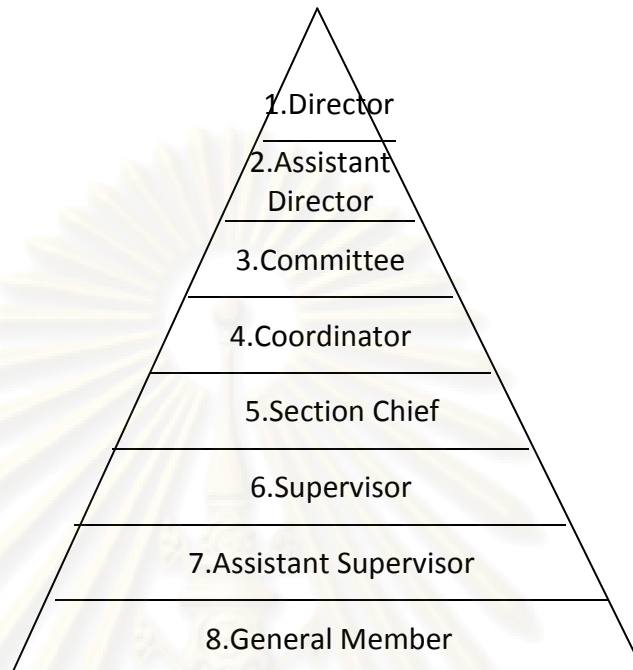 1.Director
2.Assistant
Director
3.Committee
4.Coordinator
5.Section Chief
6.Supervisor
7.Assistant Supervisor
8.General Member